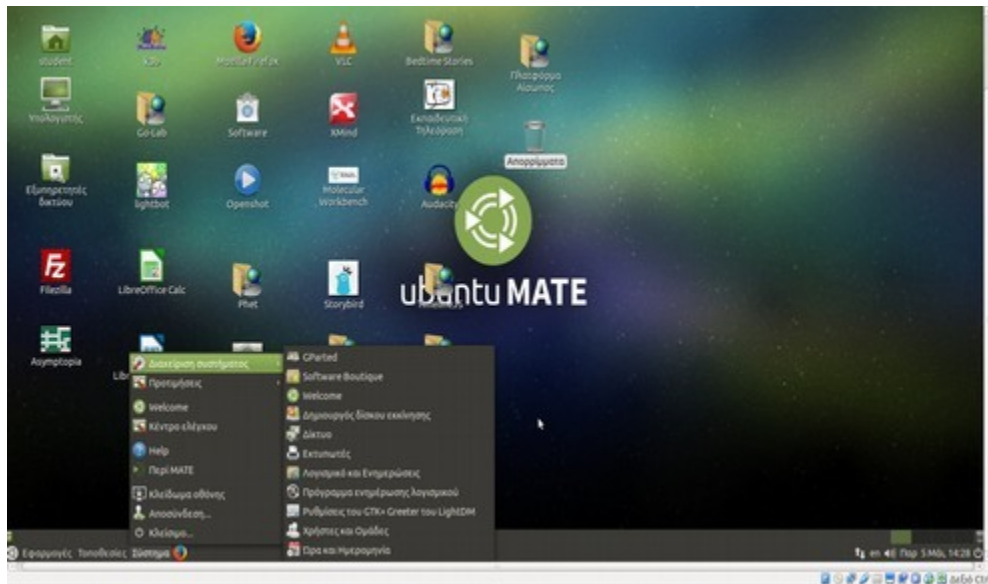 student
k3b
Mozilla Firefox
VLC
Bedtime Stories
Πλατφόρμα
Αίσωπος
Υπολογιστής
Go-Lab
Software
XMind
Εκπαιδευτική
Τηλεόραση
Απορρίμματα
Εξυπηρετητές
δικτύου
lightbot
Openshot
Molecular
Workbench
Audacity
Filezilla
LibreOffice Calc
Phet
Storybird
ubuntu MATE
Asymptopia
Διαχείριση συστήματος
Προτιμήσεις
Welcome
Κέντρο ελέγχου
Help
Περί MATE
Κλείδωμα οθόνης
Αποσύνδεση...
Κλείσιμο...
GParted
Software Boutique
Welcome
Δημιουργός δίσκου εκκίνησης
Δίκτυο
Εκτυπωτές
Λογισμικό και Ενημερώσεις
Πρόγραμμα ενημέρωσης λογισμικού
Ρυθμίσεις του GTK+ Greeter του LightDM
Χρήστες και Ομάδες
Ώρα και Ημερομηνία
Εφαρμογές Τοποθεσίες Σύστημα
en Παρ 5 Μάι, 14:28
Δεξιό Ctrl